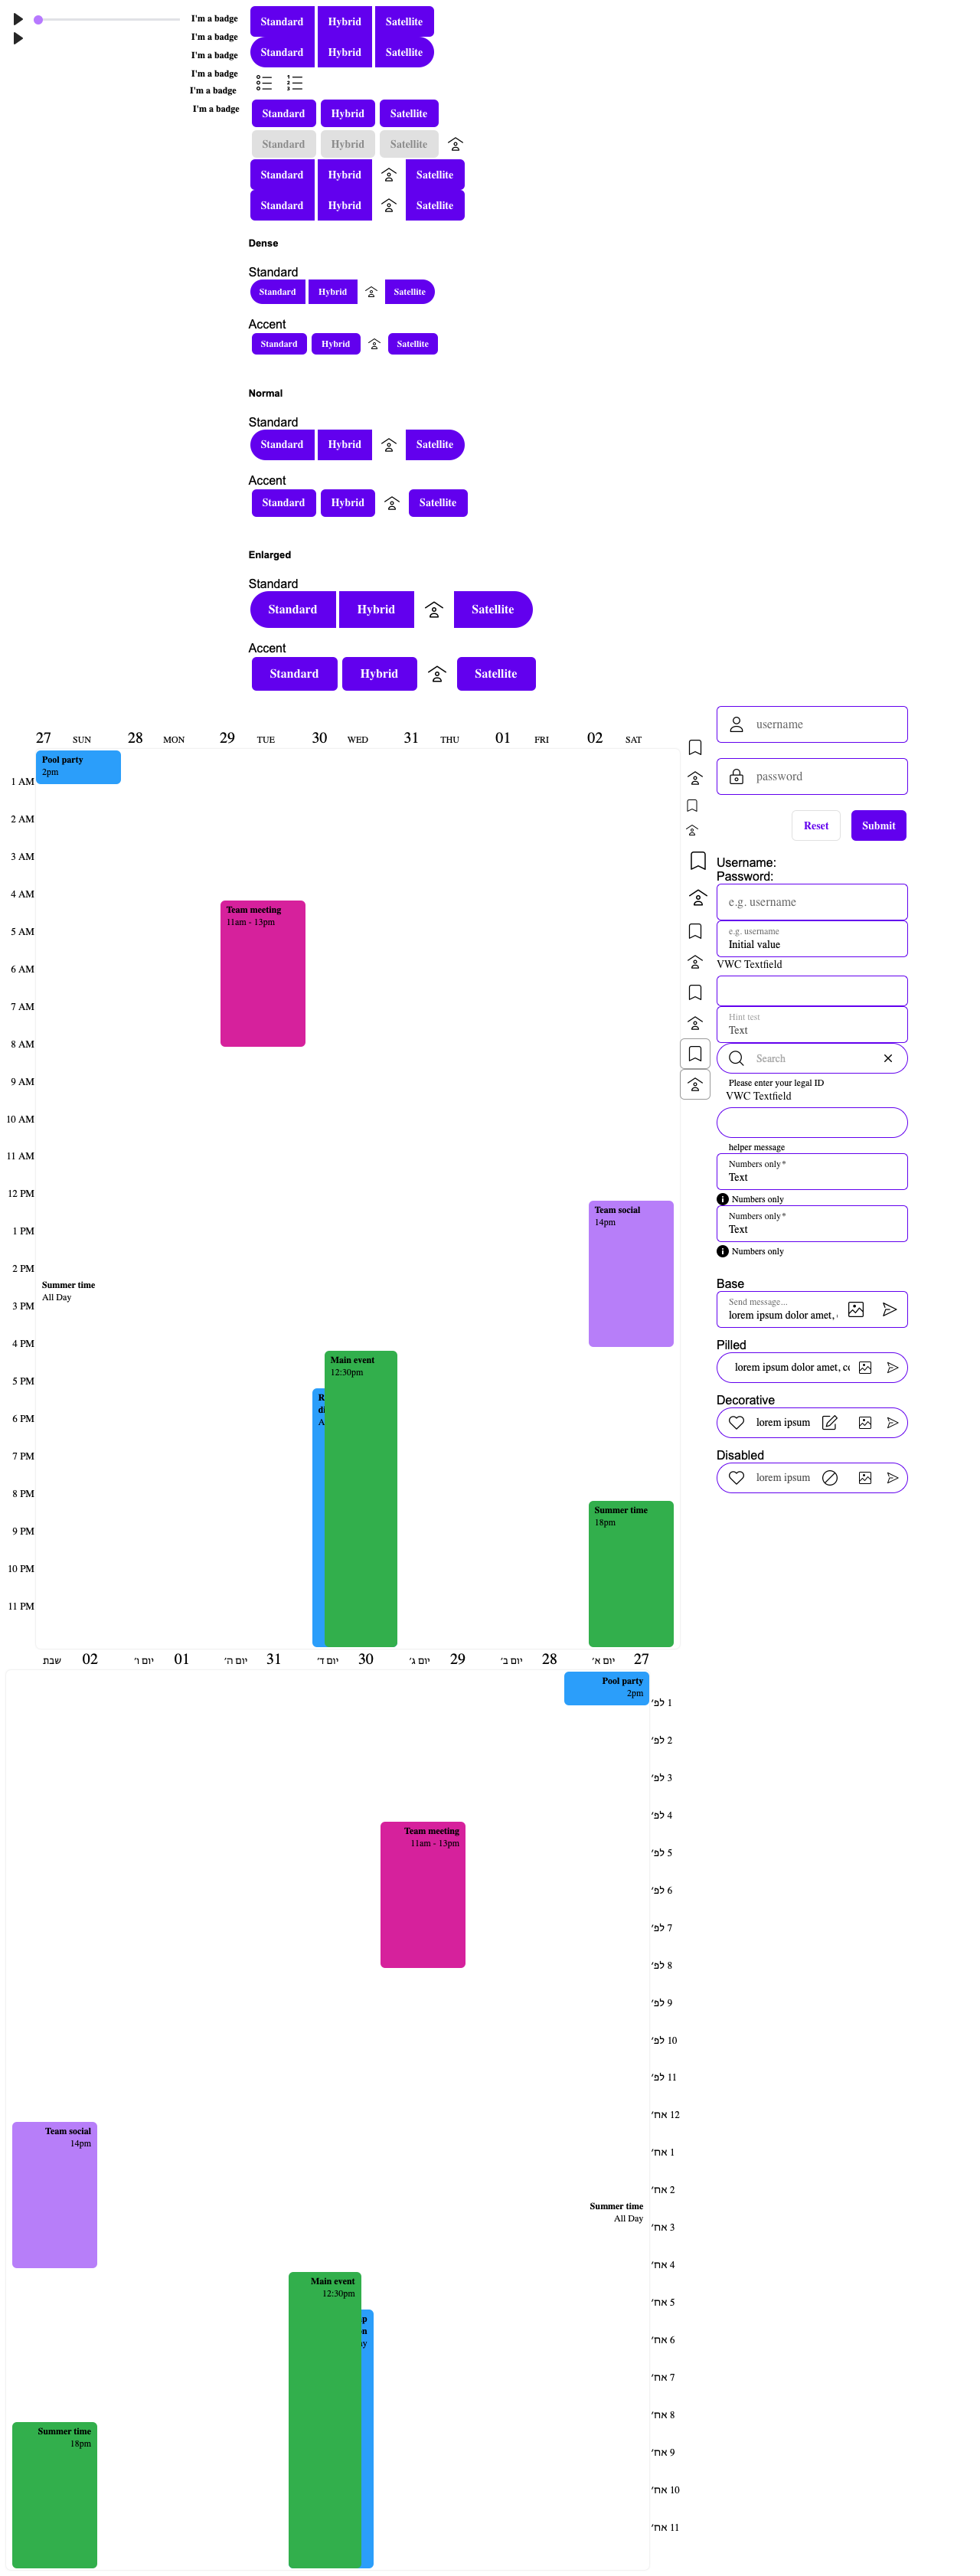 I'm a badge
I'm a badge
I'm a badge
I'm a badge
I'm a badge
I'm a badge
Standard Hybrid Satellite
Standard Hybrid Satellite
Standard Hybrid Satellite
Standard Hybrid Satellite
Standard Hybrid Satellite
Standard Hybrid Satellite
Dense
Standard
Standard Hybrid Satellite
Accent
Standard Hybrid Satellite
Normal
Standard
Standard Hybrid Satellite
Accent
Standard Hybrid Satellite
Enlarged
Standard
Standard Hybrid Satellite
Accent
Standard Hybrid Satellite
27 SUN 28 MON 29 TUE 30 WED 31 THU 01 FRI 02 SAT
Pool party
2pm
1 AM
2 AM
3 AM
4 AM
Team meeting
11am - 13pm
5 AM
6 AM
7 AM
8 AM
9 AM
10 AM
11 AM
12 PM
Team social
14pm
1 PM
2 PM
Summer time
All Day
3 PM
4 PM
Main event
12:30pm
5 PM
R
di
A
6 PM
7 PM
8 PM
Summer time
18pm
9 PM
10 PM
11 PM
username
password
Reset Submit
Username:
Password:
e.g. username
e.g. username
Initial value
VWC Textfield
Hint test
Text
Search
Please enter your legal ID
VWC Textfield
helper message
Numbers only*
Text
Numbers only
Numbers only*
Text
Numbers only
Base
Send message...
lorem ipsum dolor amet,
Pilled
lorem ipsum dolor amet, co
Decorative
lorem ipsum
Disabled
lorem ipsum
27 יום א׳ 28 יום ב׳ 29 יום ג׳ 30 יום ד׳ 31 יום ה׳ 01 יום ו׳ 02 שבת
Pool party
2pm
1 לפ׳
2 לפ׳
3 לפ׳
4 לפ׳
Team meeting
11am - 13pm
5 לפ׳
6 לפ׳
7 לפ׳
8 לפ׳
9 לפ׳
10 לפ׳
11 לפ׳
12 אח׳
Team social
14pm
1 אח׳
2 אח׳
Summer time
All Day
3 אח׳
4 אח׳
Main event
12:30pm
5 אח׳
p
n
y
6 אח׳
7 אח׳
8 אח׳
Summer time
18pm
9 אח׳
10 אח׳
11 אח׳